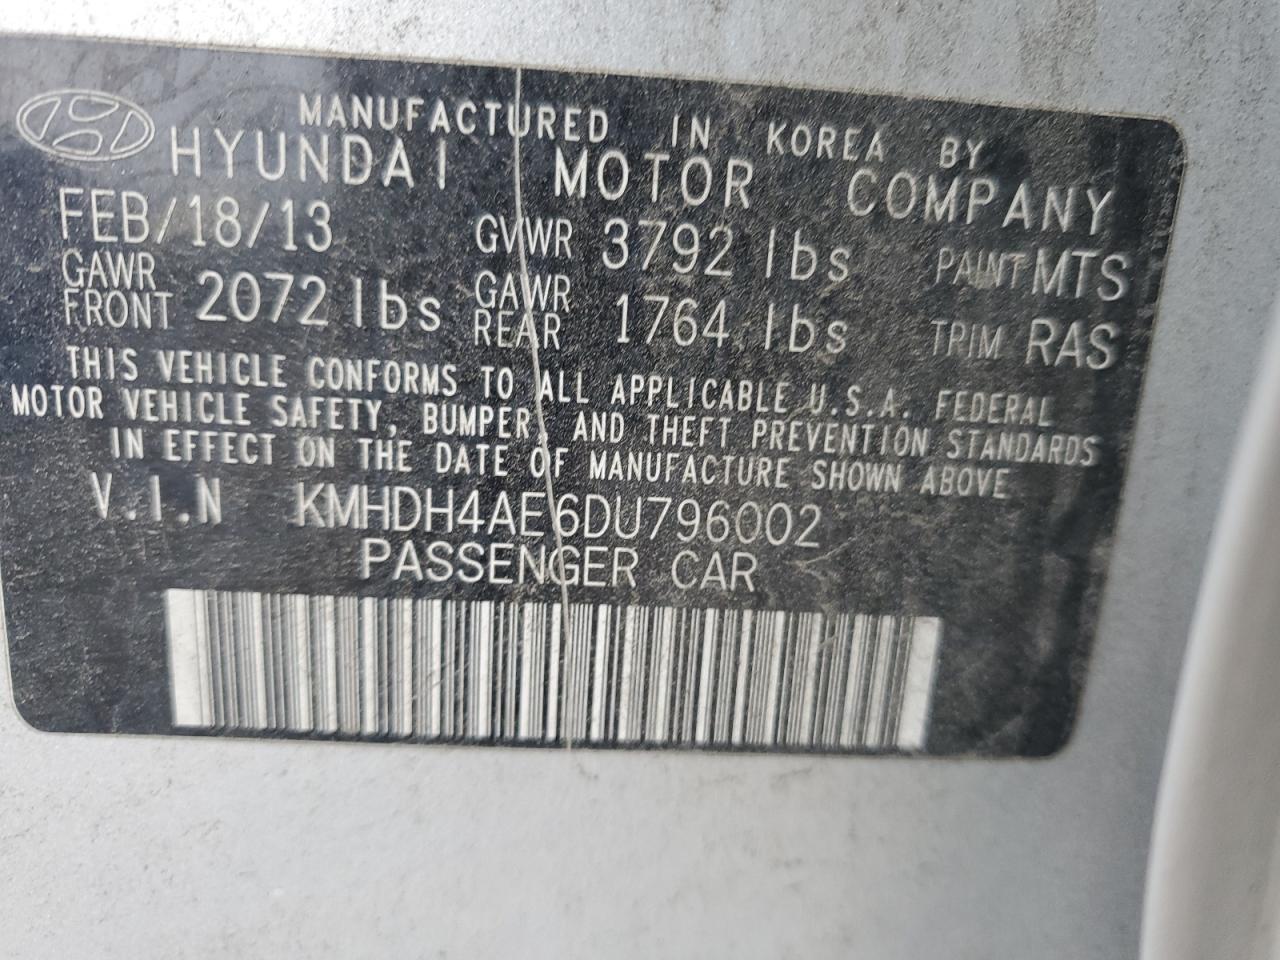 MANUFACTURED IN KOREA BY
HYUNDAI MOTOR COMPANY
FEB/18/13 GVWR 3792 lbs PAINT MTS
GAWR FRONT 2072 lbs GAWR REAR 1764 lbs TRIM RAS
THIS VEHICLE CONFORMS TO ALL APPLICABLE U.S.A. FEDERAL
MOTOR VEHICLE SAFETY, BUMPER, AND THEFT PREVENTION STANDARDS
IN EFFECT ON THE DATE OF MANUFACTURE SHOWN ABOVE
V.I.N KMHDH4AE6DU796002
PASSENGER CAR